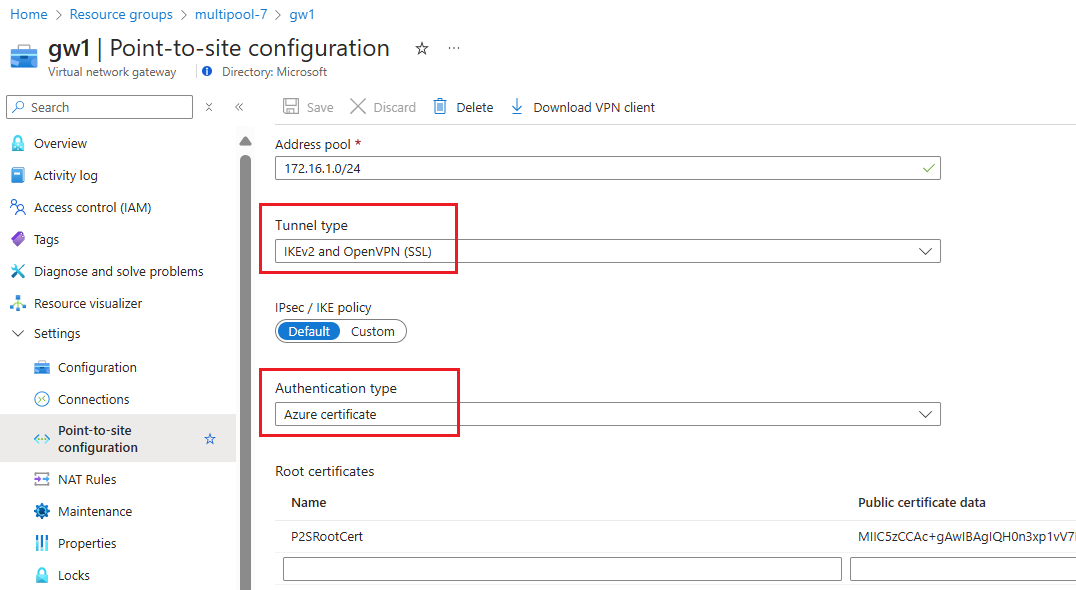 Home > Resource groups > multipool-7 > gw1
gw1 | Point-to-site configuration
Virtual network gateway Directory: Microsoft
Search
Save Discard Delete Download VPN client
Overview
Activity log
Access control (IAM)
Tags
Diagnose and solve problems
Resource visualizer
Settings
Configuration
Connections
Point-to-site
configuration
NAT Rules
Maintenance
Properties
Locks
Address pool *
172.16.1.0/24
Tunnel type
IKEv2 and OpenVPN (SSL)
IPsec / IKE policy
Default Custom
Authentication type
Azure certificate
Root certificates
Name Public certificate data
P2SRootCert MIIC5zCCAc+gAwIBAgIQH0n3xp1vV7